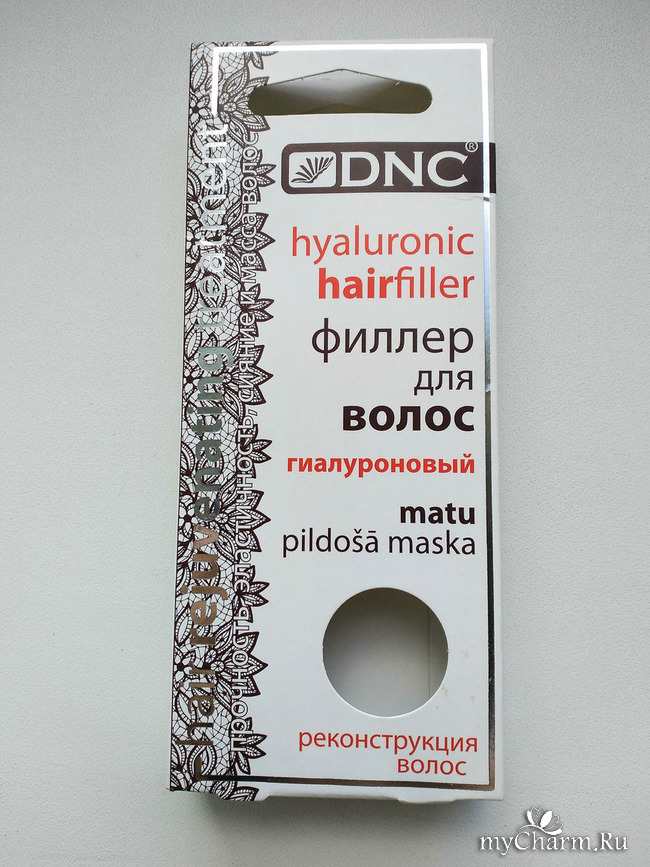 DNC®
hyaluronic
hairfiller
филлер
для
волос
гиалуроновый
matu
pildošā maska
реконструкция
волос
hair rejuvenating treatment
прочность, эластичность, сияние и масса волос
myCharm.Ru